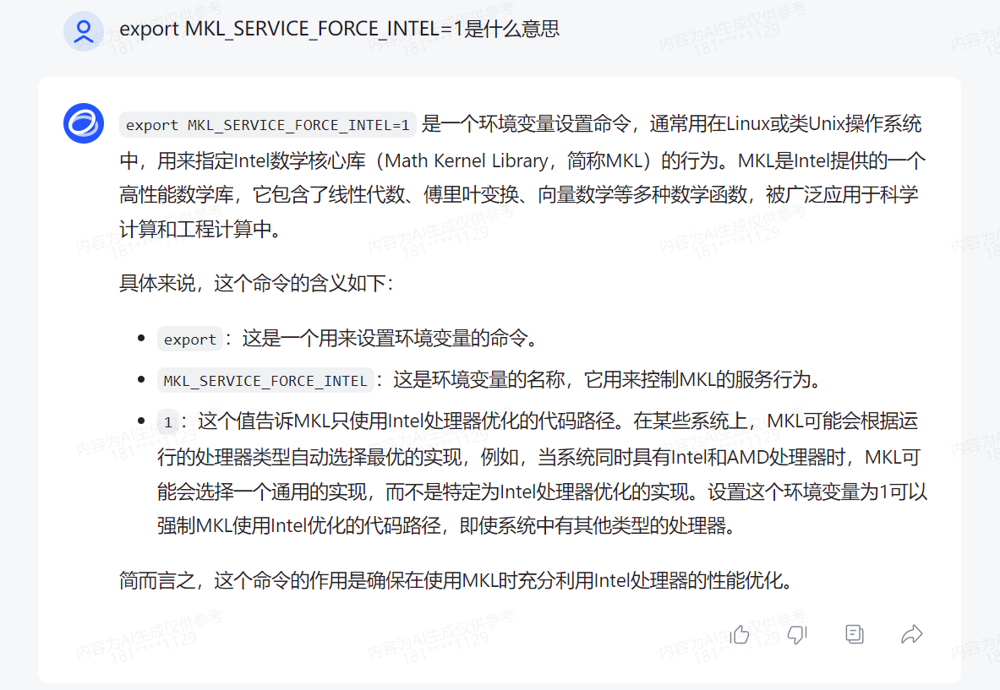 export MKL_SERVICE_FORCE_INTEL=1是什么意思
export MKL_SERVICE_FORCE_INTEL=1 是一个环境变量设置命令，通常用在Linux或类Unix操作系统
中，用来指定Intel数学核心库（Math Kernel Library，简称MKL）的行为。MKL是Intel提供的一个
高性能数学库，它包含了线性代数、傅里叶变换、向量数学等多种数学函数，被广泛应用于科学
计算和工程计算中。
具体来说，这个命令的含义如下：
• export：这是一个用来设置环境变量的命令。
• MKL_SERVICE_FORCE_INTEL：这是环境变量的名称，它用来控制MKL的服务行为。
• 1：这个值告诉MKL只使用Intel处理器优化的代码路径。在某些系统上，MKL可能会根据运
行的处理器类型自动选择最优的实现，例如，当系统同时具有Intel和AMD处理器时，MKL可
能会选择一个通用的实现，而不是特定为Intel处理器优化的实现。设置这个环境变量为1可以
强制MKL使用Intel优化的代码路径，即使系统中有其他类型的处理器。
简而言之，这个命令的作用是确保在使用MKL时充分利用Intel处理器的性能优化。
内容为AI生成仅供参考
181****1129